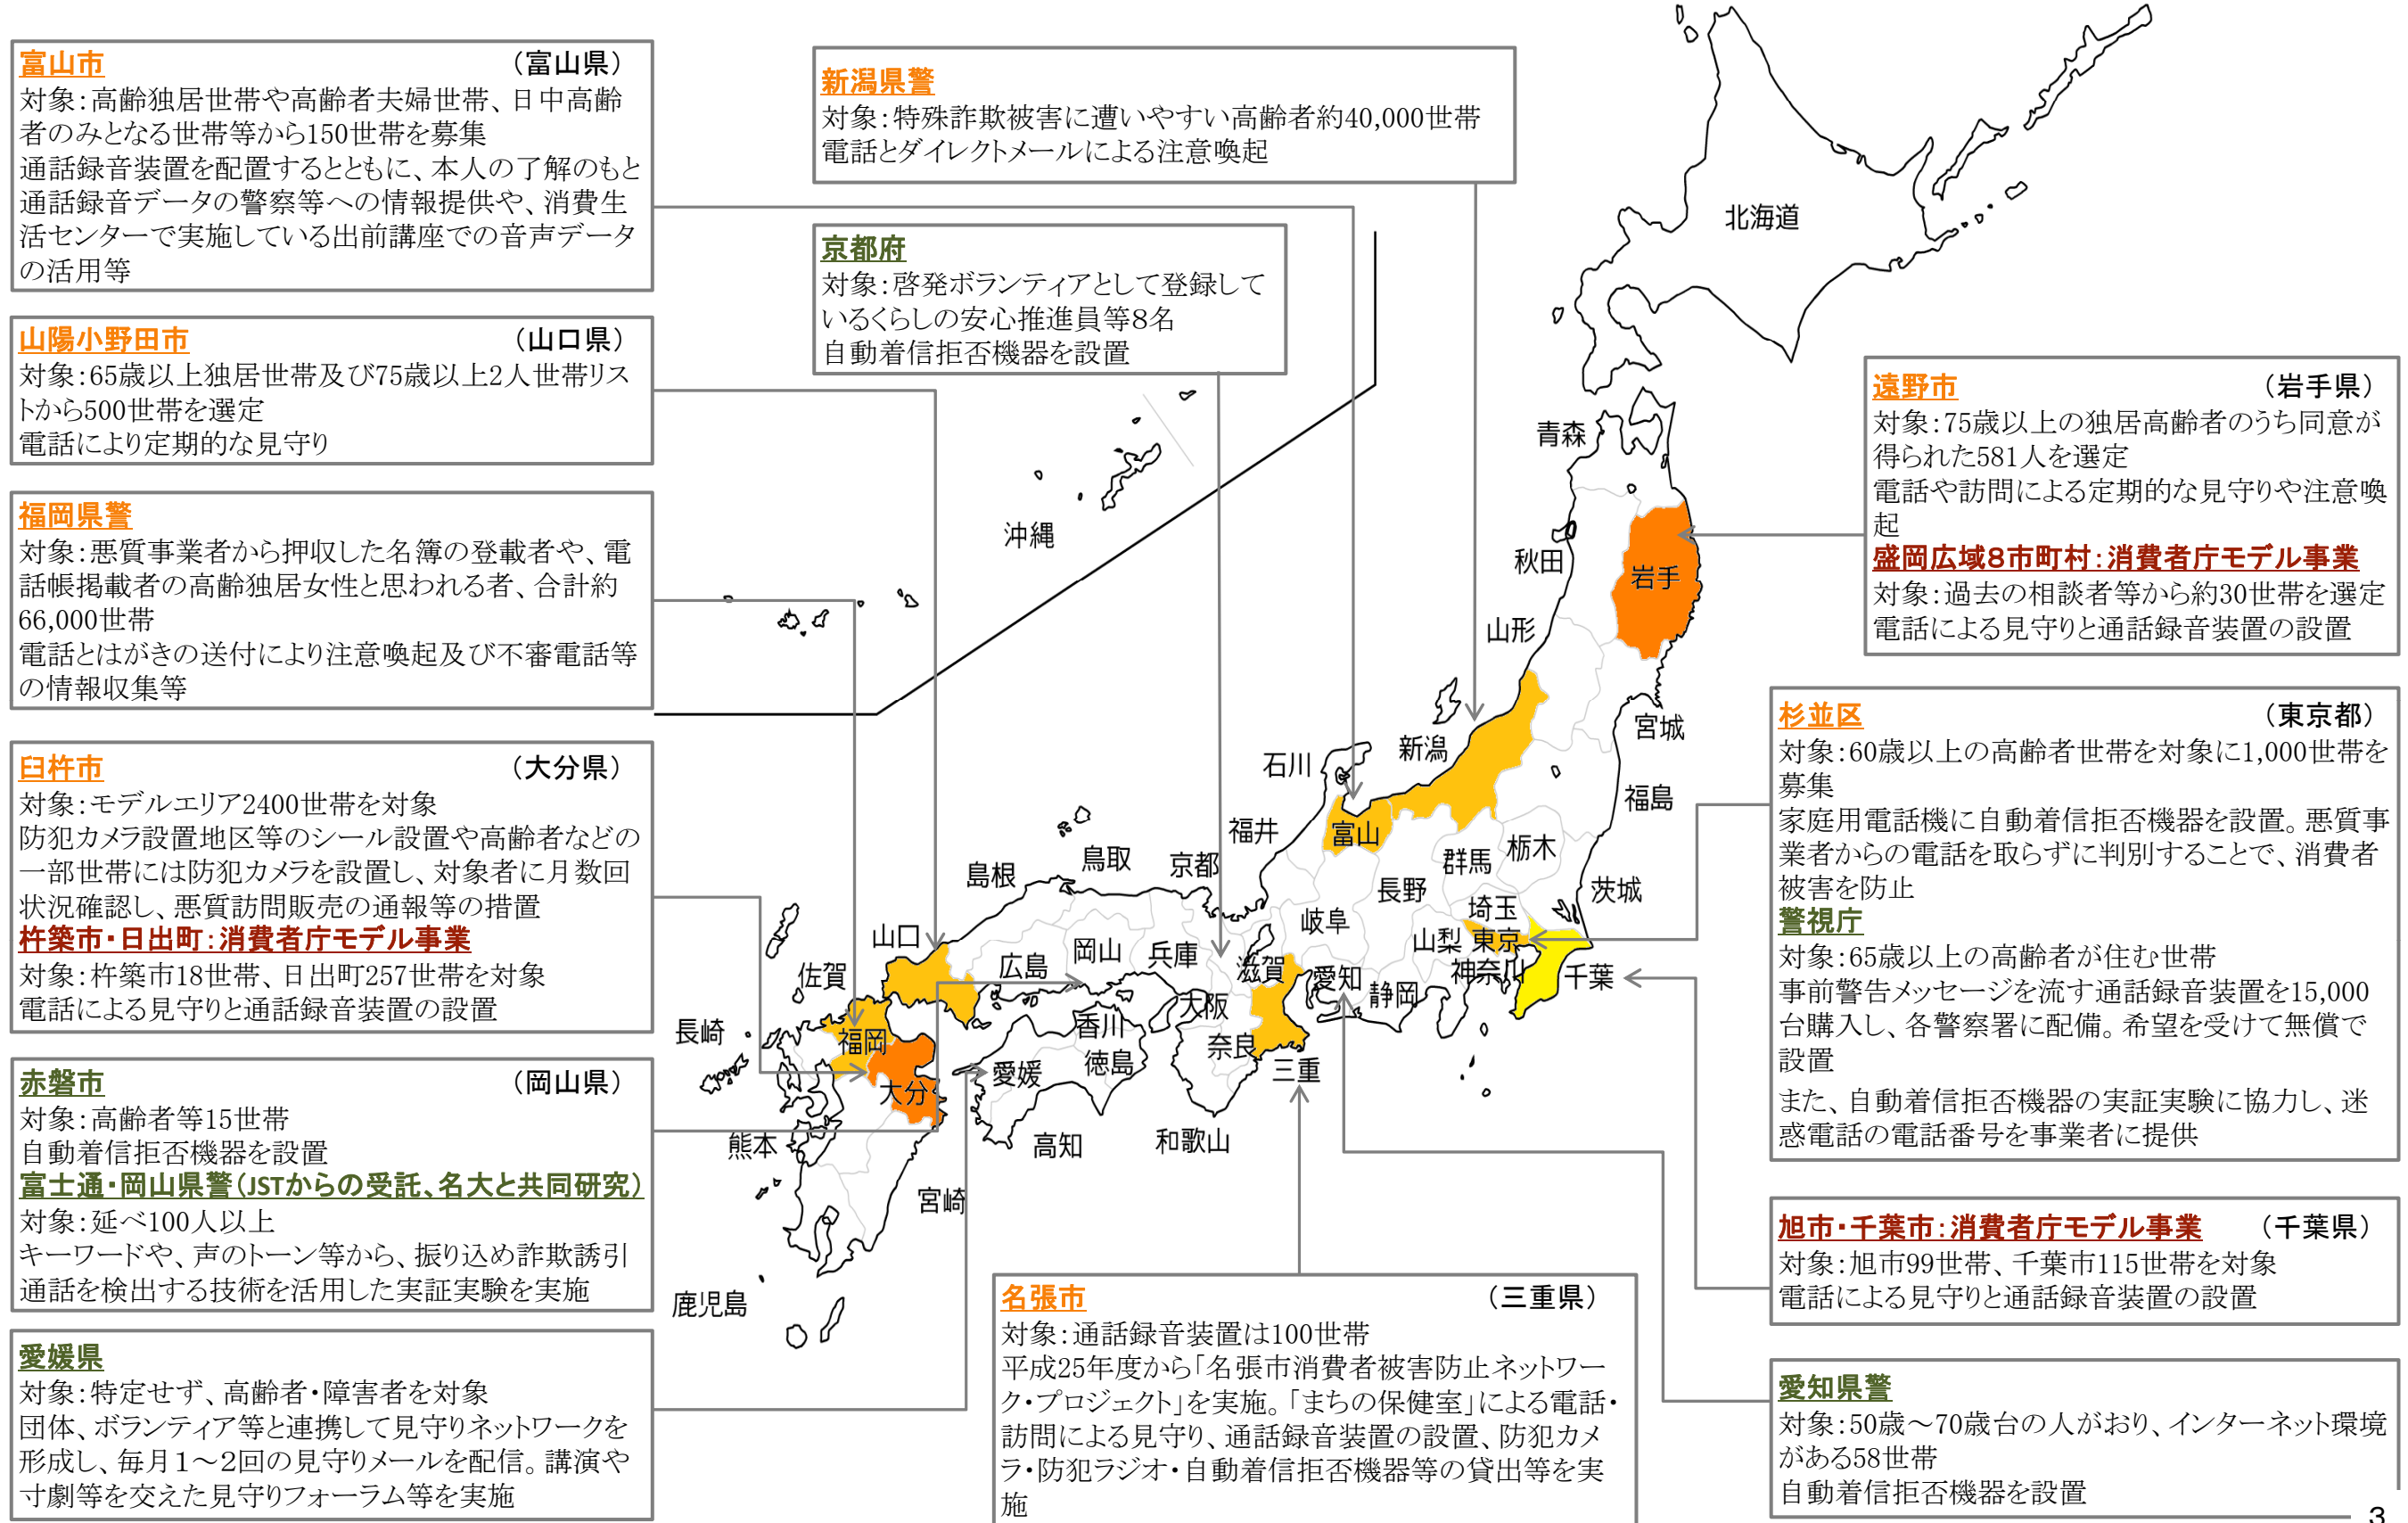 富山市 （富山県）
対象：高齢独居世帯や高齢者夫婦世帯、日中高齢
者のみとなる世帯等から150世帯を募集
通話録音装置を配置するとともに、本人の了解のもと
通話録音データの警察等への情報提供や、消費生
活センターで実施している出前講座での音声データ
の活用等
山陽小野田市 （山口県）
対象：65歳以上独居世帯及び75歳以上2人世帯リス
トから500世帯を選定
電話により定期的な見守り
福岡県警
対象：悪質事業者から押収した名簿の登載者や、電
話帳掲載者の高齢独居女性と思われる者、合計約
66,000世帯
電話とはがきの送付により注意喚起及び不審電話等
の情報収集等
臼杵市 （大分県）
対象：モデルエリア2400世帯を対象
防犯カメラ設置地区等のシール設置や高齢者などの
一部世帯には防犯カメラを設置し、対象者に月数回
状況確認し、悪質訪問販売の通報等の措置
杵築市・日出町：消費者庁モデル事業
対象：杵築市18世帯、日出町257世帯を対象
電話による見守りと通話録音装置の設置
赤磐市 （岡山県）
対象：高齢者等15世帯
自動着信拒否機器を設置
富士通・岡山県警（JSTからの受託、名大と共同研究）
対象：延べ100人以上
キーワードや、声のトーン等から、振り込め詐欺誘引
通話を検出する技術を活用した実証実験を実施
愛媛県
対象：特定せず、高齢者・障害者を対象
団体、ボランティア等と連携して見守りネットワークを
形成し、毎月１～２回の見守りメールを配信。講演や
寸劇等を交えた見守りフォーラム等を実施
新潟県警
対象：特殊詐欺被害に遭いやすい高齢者約40,000世帯
電話とダイレクトメールによる注意喚起
京都府
対象：啓発ボランティアとして登録して
いるくらしの安心推進員等８名
自動着信拒否機器を設置
名張市 （三重県）
対象：通話録音装置は100世帯
平成25年度から「名張市消費者被害防止ネットワー
ク・プロジェクト」を実施。「まちの保健室」による電話・
訪問による見守り、通話録音装置の設置、防犯カメ
ラ・防犯ラジオ・自動着信拒否機器等の貸出等を実
施
遠野市 （岩手県）
対象：75歳以上の独居高齢者のうち同意が
得られた581人を選定
電話や訪問による定期的な見守りや注意喚
起
盛岡広域８市町村：消費者庁モデル事業
対象：過去の相談者等から約30世帯を選定
電話による見守りと通話録音装置の設置
杉並区 （東京都）
対象：60歳以上の高齢者世帯を対象に1,000世帯を
募集
家庭用電話機に自動着信拒否機器を設置。悪質事
業者からの電話を取らずに判別することで、消費者
被害を防止
警視庁
対象：65歳以上の高齢者が住む世帯
事前警告メッセージを流す通話録音装置を15,000
台購入し、各警察署に配備。希望を受けて無償で
設置
また、自動着信拒否機器の実証実験に協力し、迷
惑電話の電話番号を事業者に提供
旭市・千葉市：消費者庁モデル事業 （千葉県）
対象：旭市99世帯、千葉市115世帯を対象
電話による見守りと通話録音装置の設置
愛知県警
対象：50歳～70歳台の人がおり、インターネット環境
がある58世帯
自動着信拒否機器を設置
北海道
青森
秋田
岩手
山形
宮城
新潟
福島
石川
富山
福井
群馬
栃木
長野
茨城
埼玉
岐阜
山梨
東京
神奈川
千葉
静岡
愛知
滋賀
三重
京都
大阪
奈良
和歌山
兵庫
鳥取
島根
岡山
広島
山口
香川
徳島
愛媛
高知
福岡
佐賀
長崎
大分
熊本
宮崎
鹿児島
沖縄
3